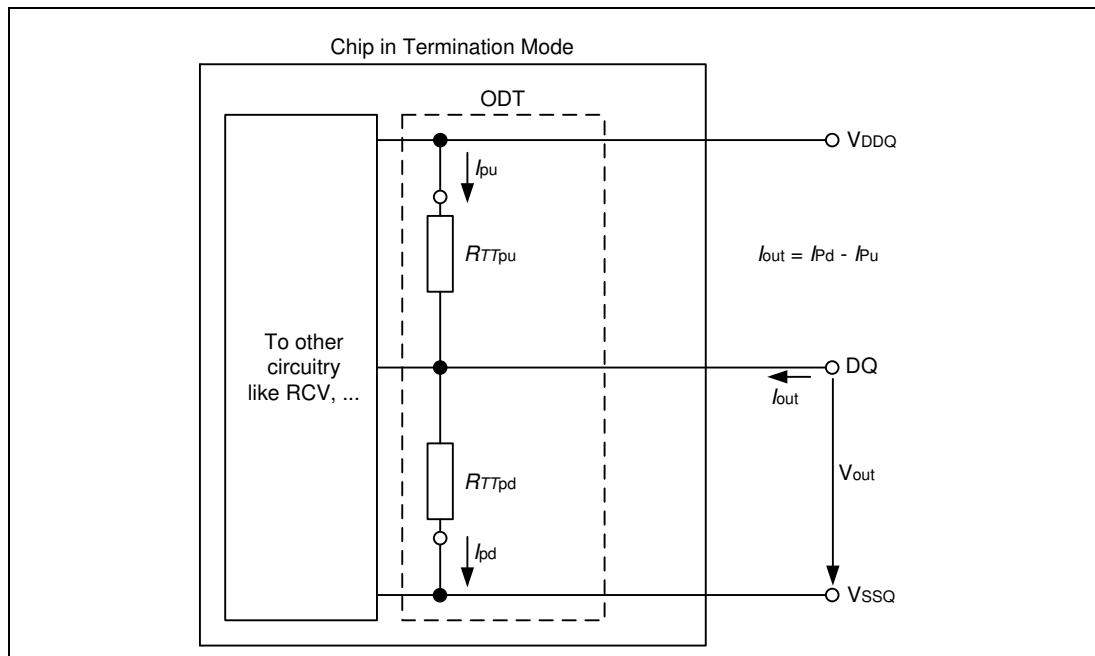 Chip in Termination Mode
ODT
VDDQ
Ipu
RTTpu
Iout = IPd - IPu
To other
circuitry
like RCV, ...
DQ
Iout
RTTpd
Vout
Ipd
VSSQ